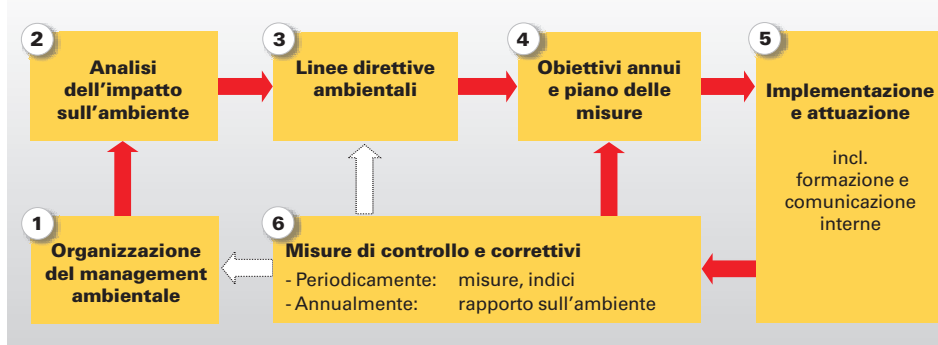 1
Organizzazione
del management
ambientale
2
Analisi
dell’impatto
sull’ambiente
3
Linee direttive
ambientali
4
Obiettivi annui
e piano delle
misure
5
Implementazione
e attuazione
incl.
formazione e
comunicazione
interne
6
Misure di controllo e correttivi
- Periodicamente: misure, indici
- Annualmente: rapporto sull’ambiente